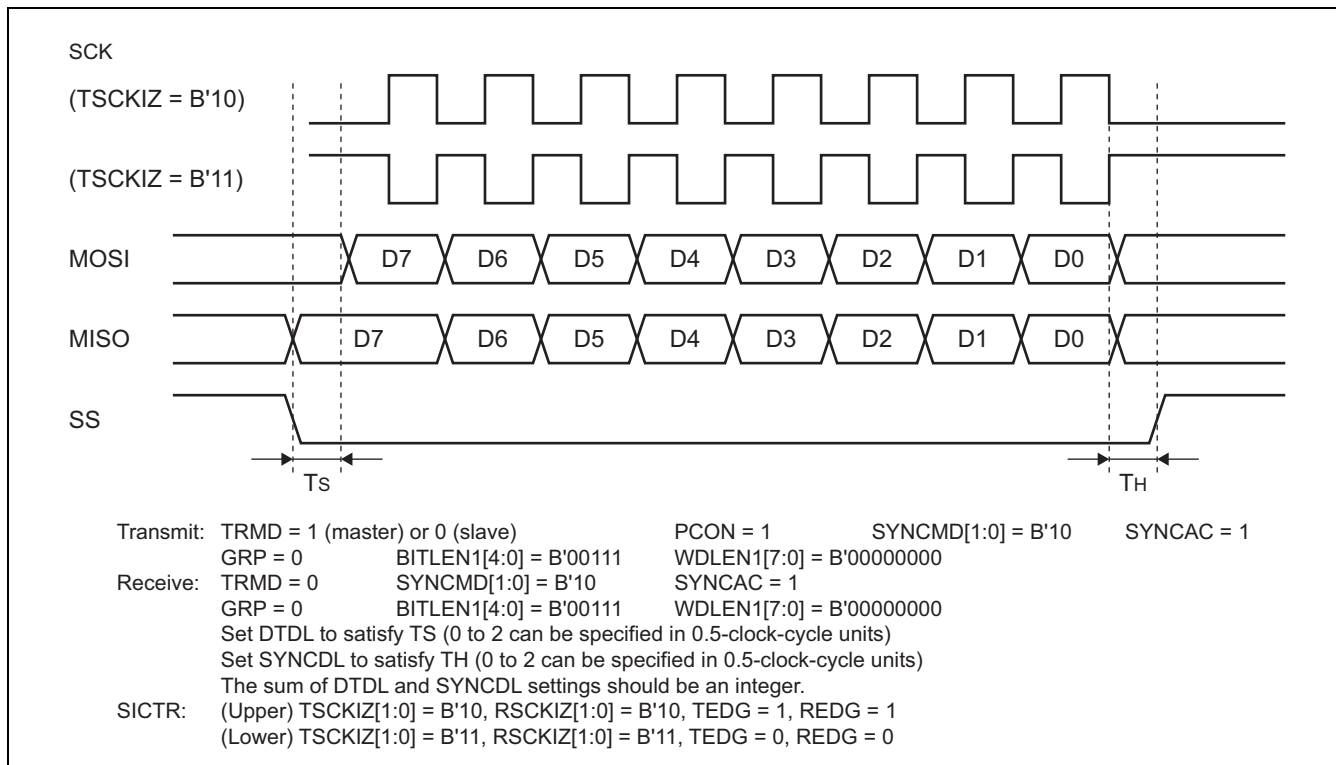 SCK
(TSCKIZ = B'10)
(TSCKIZ = B'11)
MOSI D7 D6 D5 D4 D3 D2 D1 D0
MISO D7 D6 D5 D4 D3 D2 D1 D0
SS
TS TH
Transmit: TRMD = 1 (master) or 0 (slave) PCON = 1 SYNCMD[1:0] = B'10 SYNCAC = 1
GRP = 0 BITLEN1[4:0] = B'00111 WDLEN1[7:0] = B'00000000
Receive: TRMD = 0 SYNCMD[1:0] = B'10 SYNCAC = 1
GRP = 0 BITLEN1[4:0] = B'00111 WDLEN1[7:0] = B'00000000
Set DTDL to satisfy TS (0 to 2 can be specified in 0.5-clock-cycle units)
Set SYNCDL to satisfy TH (0 to 2 can be specified in 0.5-clock-cycle units)
The sum of DTDL and SYNCDL settings should be an integer.
SICTR: (Upper) TSCKIZ[1:0] = B'10, RSCKIZ[1:0] = B'10, TEDG = 1, REDG = 1
(Lower) TSCKIZ[1:0] = B'11, RSCKIZ[1:0] = B'11, TEDG = 0, REDG = 0